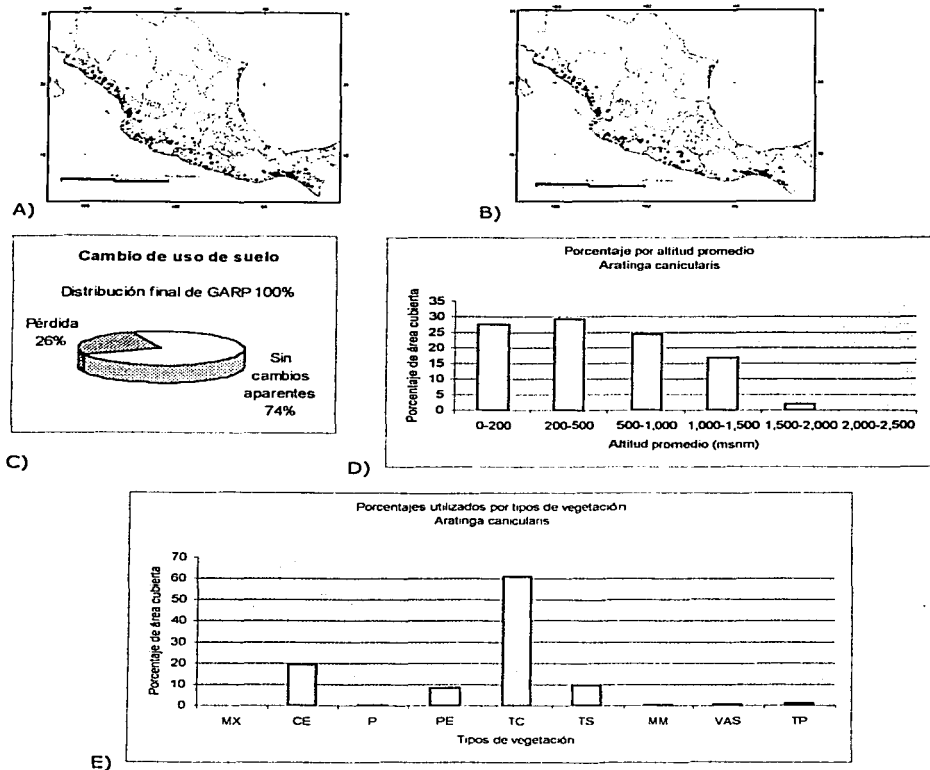 A)
B)
Cambio de uso de suelo
Distribución final de GARP 100%
Pérdida
26%
Sin
cambios
aparentes
74%
C)
Porcentaje por altitud promedio
Aratinga canicularis
Porcentaje de área cubierta
35
30
25
20
15
10
5
0
0-200
200-500
500-1,000
1,000-1,500
1,500-2,000
2,000-2,500
Altitud promedio (msnm)
D)
Porcentajes utilizados por tipos de vegetación
Aratinga canicularis
Porcentaje de área cubierta
70
60
50
40
30
20
10
0
MX
CE
P
PE
TC
TS
MM
VAS
TP
Tipos de vegetación
E)